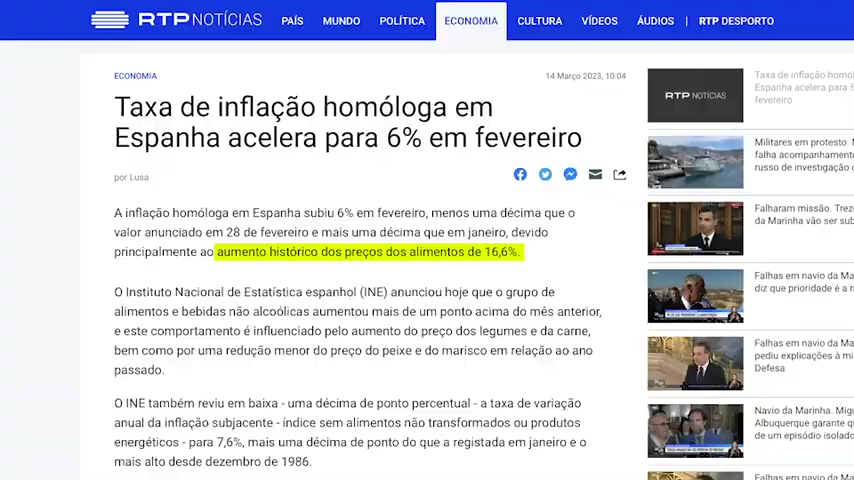 RTP NOTÍCIAS
PAÍS
MUNDO
POLÍTICA
ECONOMIA
CULTURA
VÍDEOS
ÁUDIOS
RTP DESPORTO
ECONOMIA
14 Março 2023, 10:04
Taxa de inflação homóloga em
Espanha acelera para 6% em fevereiro
por Lusa
A inflação homóloga em Espanha subiu 6% em fevereiro, menos uma décima que o
valor anunciado em 28 de fevereiro e mais uma décima que em janeiro, devido
principalmente ao aumento histórico dos preços dos alimentos de 16,6%.
O Instituto Nacional de Estatística espanhol (INE) anunciou hoje que o grupo de
alimentos e bebidas não alcoólicas aumentou mais de um ponto acima do mês anterior,
e este comportamento é influenciado pelo aumento do preço dos legumes e da carne,
bem como por uma redução menor do preço do peixe e do marisco em relação ao ano
passado.
O INE também reviu em baixa - uma décima de ponto percentual - a taxa de variação
anual da inflação subjacente - índice sem alimentos não transformados ou produtos
energéticos - para 7,6%, mais uma décima de ponto do que a registada em janeiro e o
mais alto desde dezembro de 1986.
RTP NOTÍCIAS
Taxa de inflação homól
Espanha acelera para 6
fevereiro
Militares em protesto.
falha acompanhamento
russo de investigação
Falharam missão. Trez
da Marinha vão ser sub
Falhas em navio da M
diz que prioridade é a m
Falhas em navio da M
pediu explicações à mi
Defesa
Navio da Marinha. Migu
Albuquerque garante q
de um episódio isolado
Falhas em navio da Ma